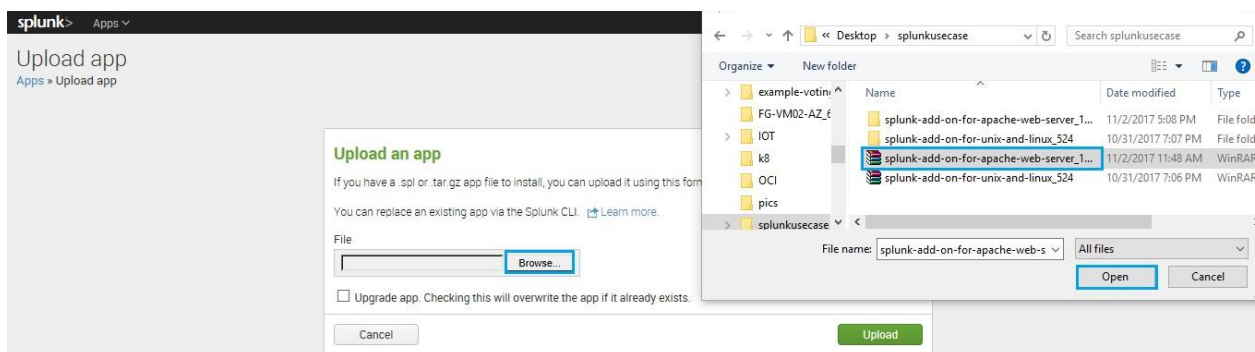 splunk> Apps
Upload app
Apps » Upload app
Upload an app
If you have a .spl or .tar.gz app file to install, you can upload it using this form
You can replace an existing app via the Splunk CLI. Learn more.
File
Browse...
Upgrade app. Checking this will overwrite the app if it already exists.
Cancel Upload
« Desktop › splunkusecase Search splunkusecase
Organize New folder
example-voting
FG-VM02-AZ_6
IOT
k8
OCI
pics
splunkusecase
Name Date modified Type
splunk-add-on-for-apache-web-server_1... 11/2/2017 5:08 PM File fold
splunk-add-on-for-unix-and-linux_524 10/31/2017 7:07 PM File fold
splunk-add-on-for-apache-web-server_1... 11/2/2017 11:48 AM WinRAR
splunk-add-on-for-unix-and-linux_524 10/31/2017 7:06 PM WinRAR
File name: splunk-add-on-for-apache-web-s All files
Open Cancel